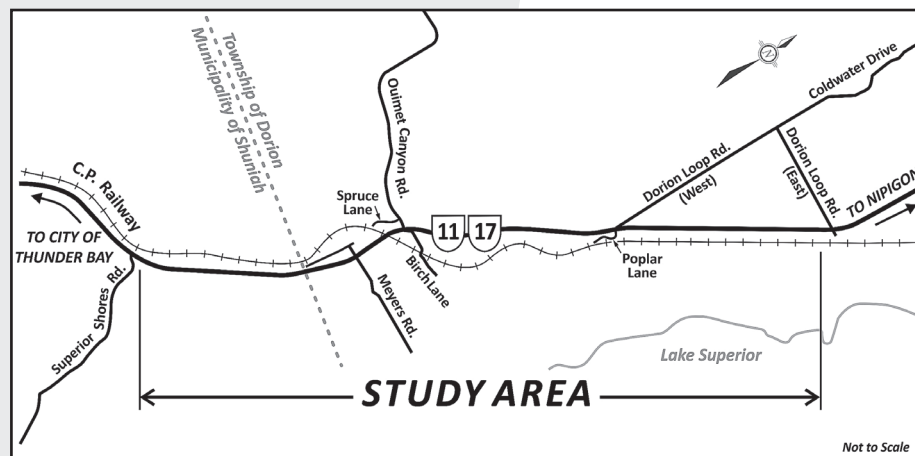 Township of Dorion
Municipality of Shuniah
Ouimet Canyon Rd.
N
Coldwater Drive
C.P. Railway
Spruce
Lane
Dorion Loop Rd.
(West)
Dorion Loop Rd.
(East)
TO NIPIGON
11 17
TO CITY OF
THUNDER BAY
Superior Shores Rd.
Birch Lane
Meyers Rd.
Poplar
Lane
Lake Superior
STUDY AREA
Not to Scale